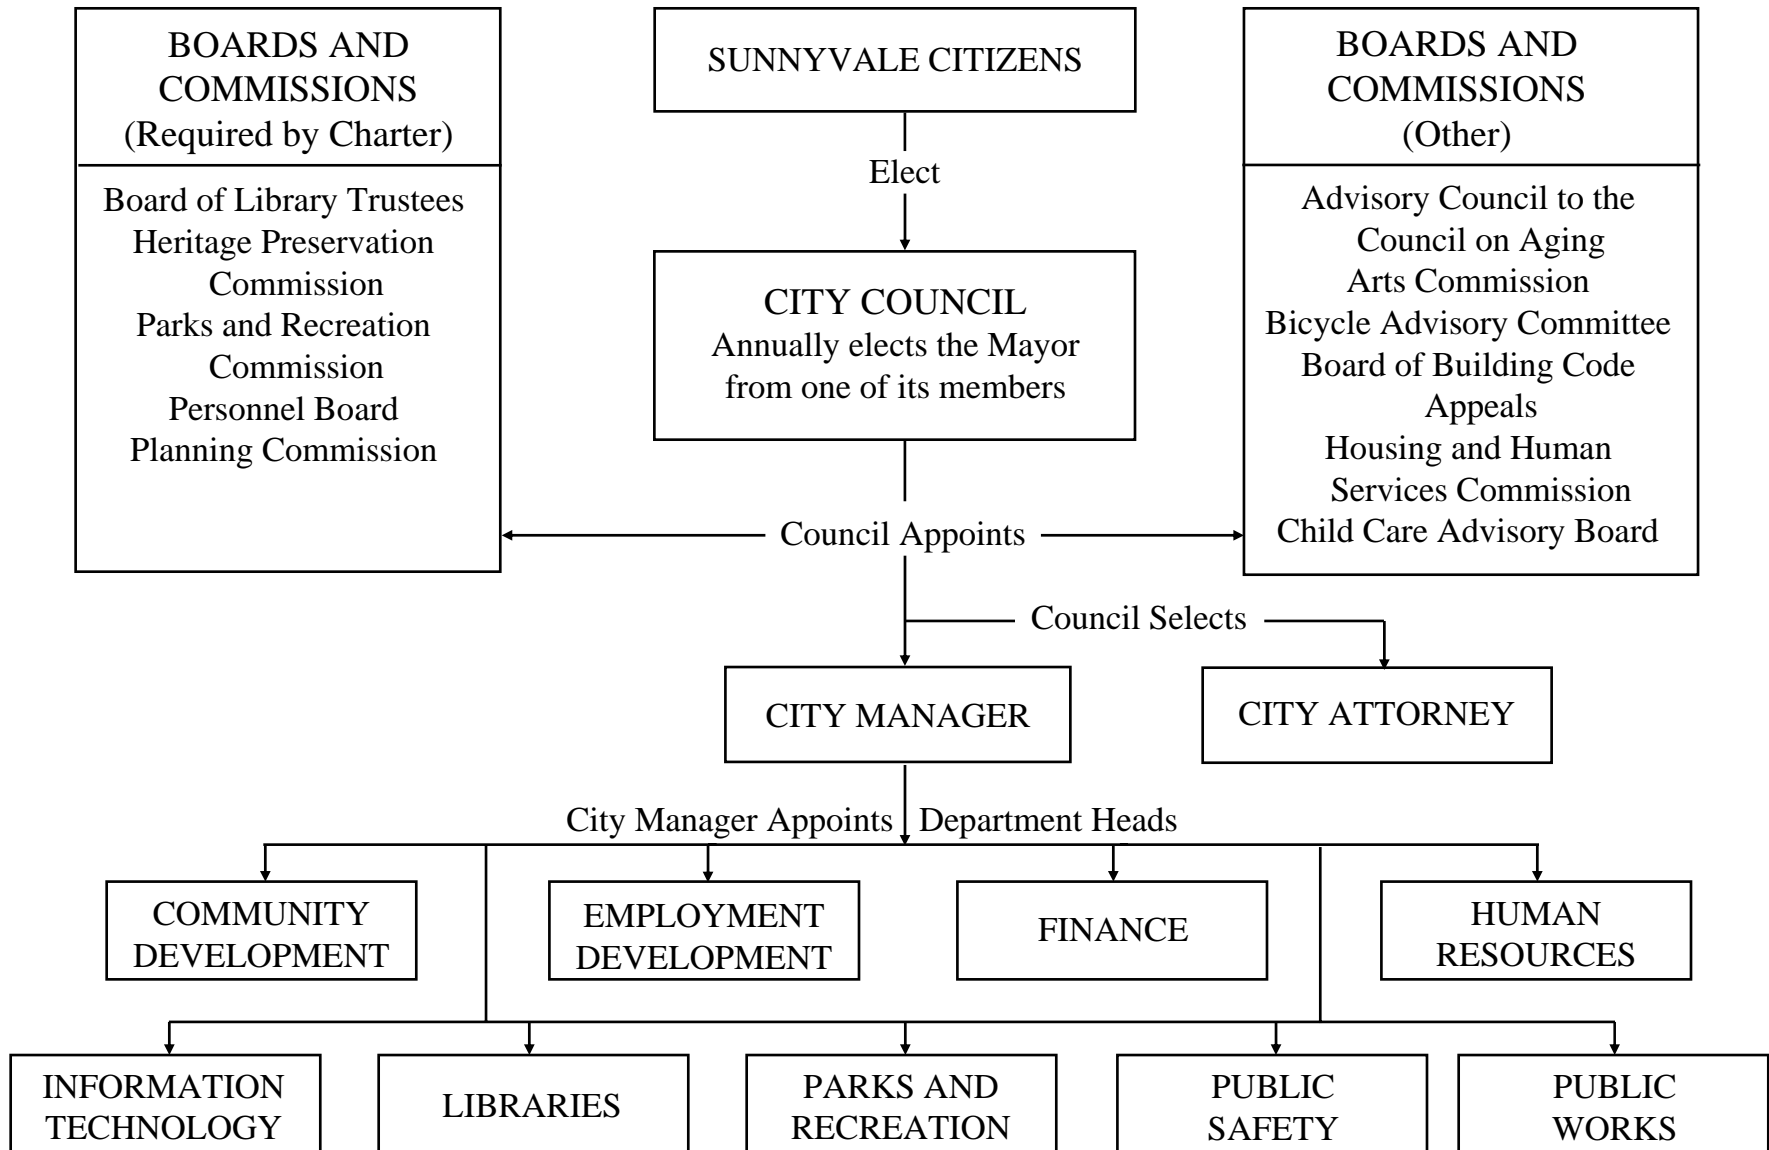 BOARDS AND
COMMISSIONS
(Required by Charter)
Board of Library Trustees
Heritage Preservation
Commission
Parks and Recreation
Commission
Personnel Board
Planning Commission
SUNNYVALE CITIZENS
Elect
CITY COUNCIL
Annually elects the Mayor
from one of its members
BOARDS AND
COMMISSIONS
(Other)
Advisory Council to the
Council on Aging
Arts Commission
Bicycle Advisory Committee
Board of Building Code
Appeals
Housing and Human
Services Commission
Child Care Advisory Board
Council Appoints
Council Selects
CITY MANAGER
CITY ATTORNEY
City Manager Appoints Department Heads
COMMUNITY
DEVELOPMENT
EMPLOYMENT
DEVELOPMENT
FINANCE
HUMAN
RESOURCES
INFORMATION
TECHNOLOGY
LIBRARIES
PARKS AND
RECREATION
PUBLIC
SAFETY
PUBLIC
WORKS